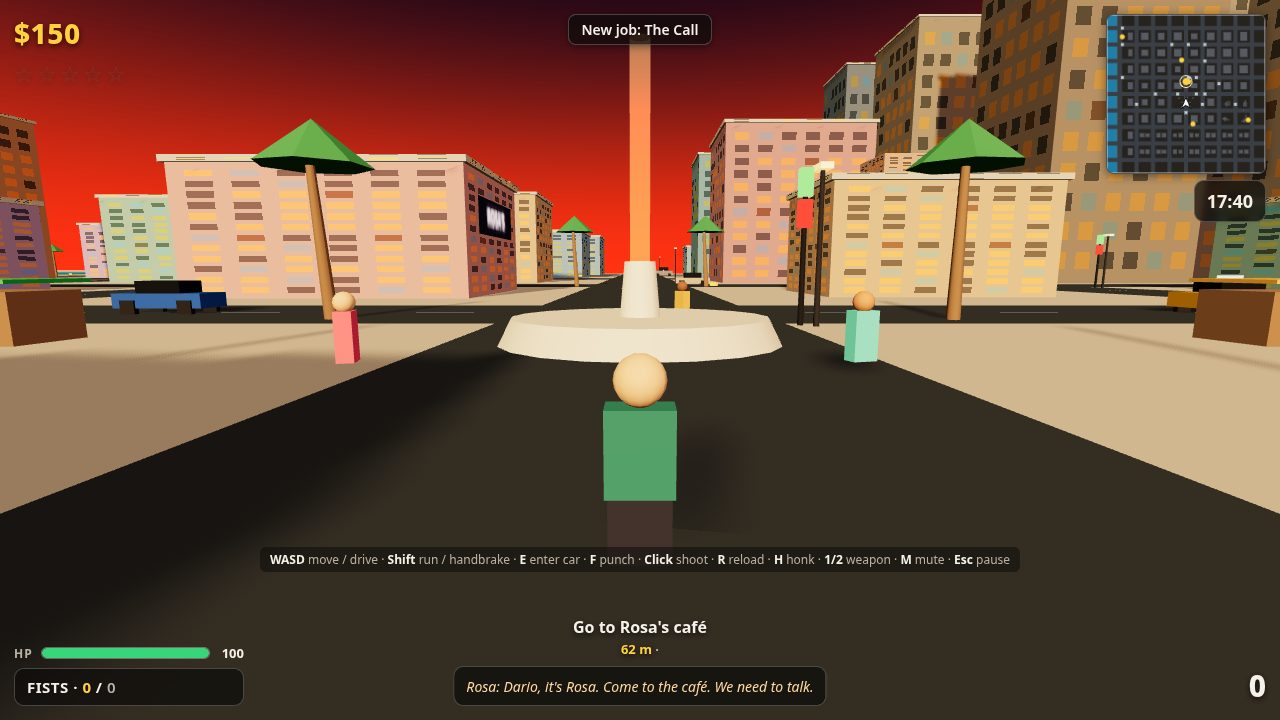 $150
☆☆☆☆☆
New job: The Call
17:40
WASD move / drive · Shift run / handbrake · E enter car · F punch · Click shoot · R reload · H honk · 1/2 weapon · M mute · Esc pause
Go to Rosa's café
62 m ·
HP 100
FISTS · 0 / 0
Rosa: Dario, it's Rosa. Come to the café. We need to talk.
0